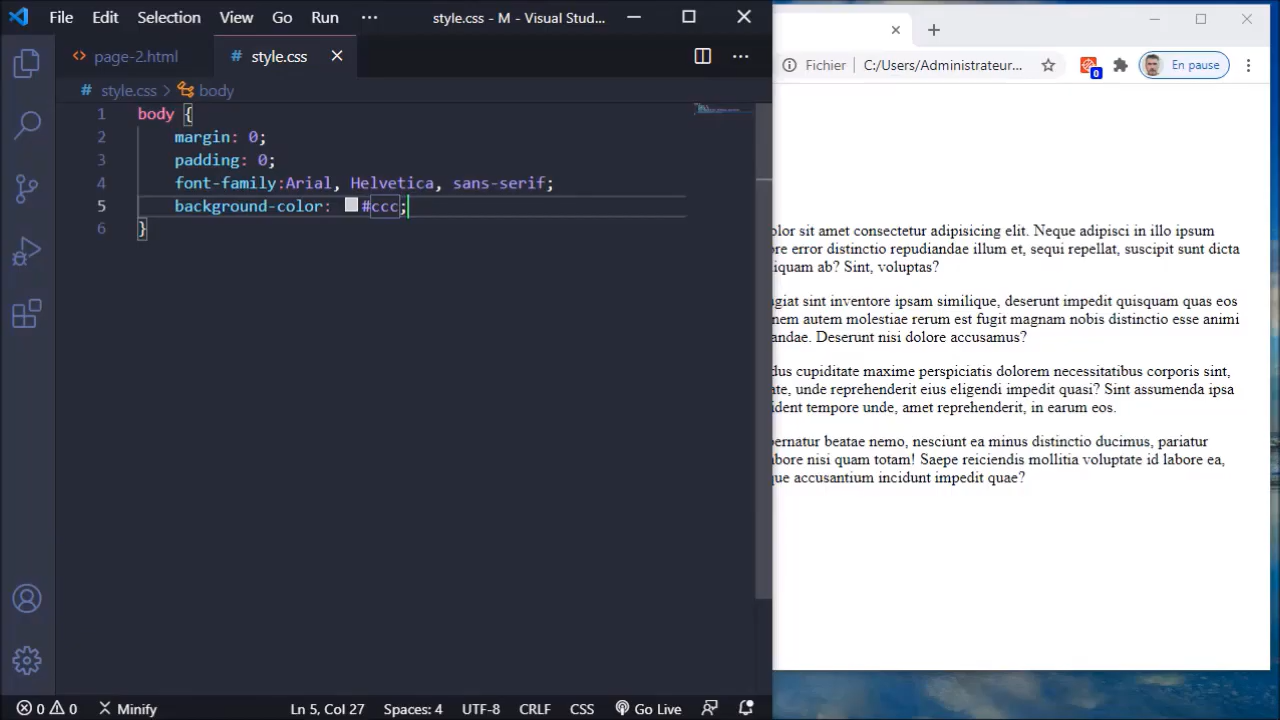 File Edit Selection View Go Run ··· style.css - M - Visual Stud...
page-2.html # style.css
# style.css > body
1 body {
2 margin: 0;
3 padding: 0;
4 font-family:Arial, Helvetica, sans-serif;
5 background-color: #ccc;
6 }
0 0 Minify Ln 5, Col 27 Spaces: 4 UTF-8 CRLF CSS Go Live
Fichier C:/Users/Administrateur... 0 En pause
olor sit amet consectetur adipisicing elit. Neque adipisci in illo ipsum
re error distinctio repudiandae illum et, sequi repellat, suscipit sunt dicta
iquam ab? Sint, voluptas?
giat sint inventore ipsam similique, deserunt impedit quisquam quas eos
nem autem molestiae rerum est fugit magnam nobis distinctio esse animi
andae. Deserunt nisi dolore accusamus?
dus cupiditate maxime perspiciatis dolorem necessitatibus corporis sint,
te, unde reprehenderit eius eligendi impedit quasi? Sint assumenda ipsa
ident tempore unde, amet reprehenderit, in earum eos.
pernatur beatae nemo, nesciunt ea minus distinctio ducimus, pariatur
bore nisi quam totam! Saepe reiciendis mollitia voluptate id labore ea,
que accusantium incidunt impedit quae?